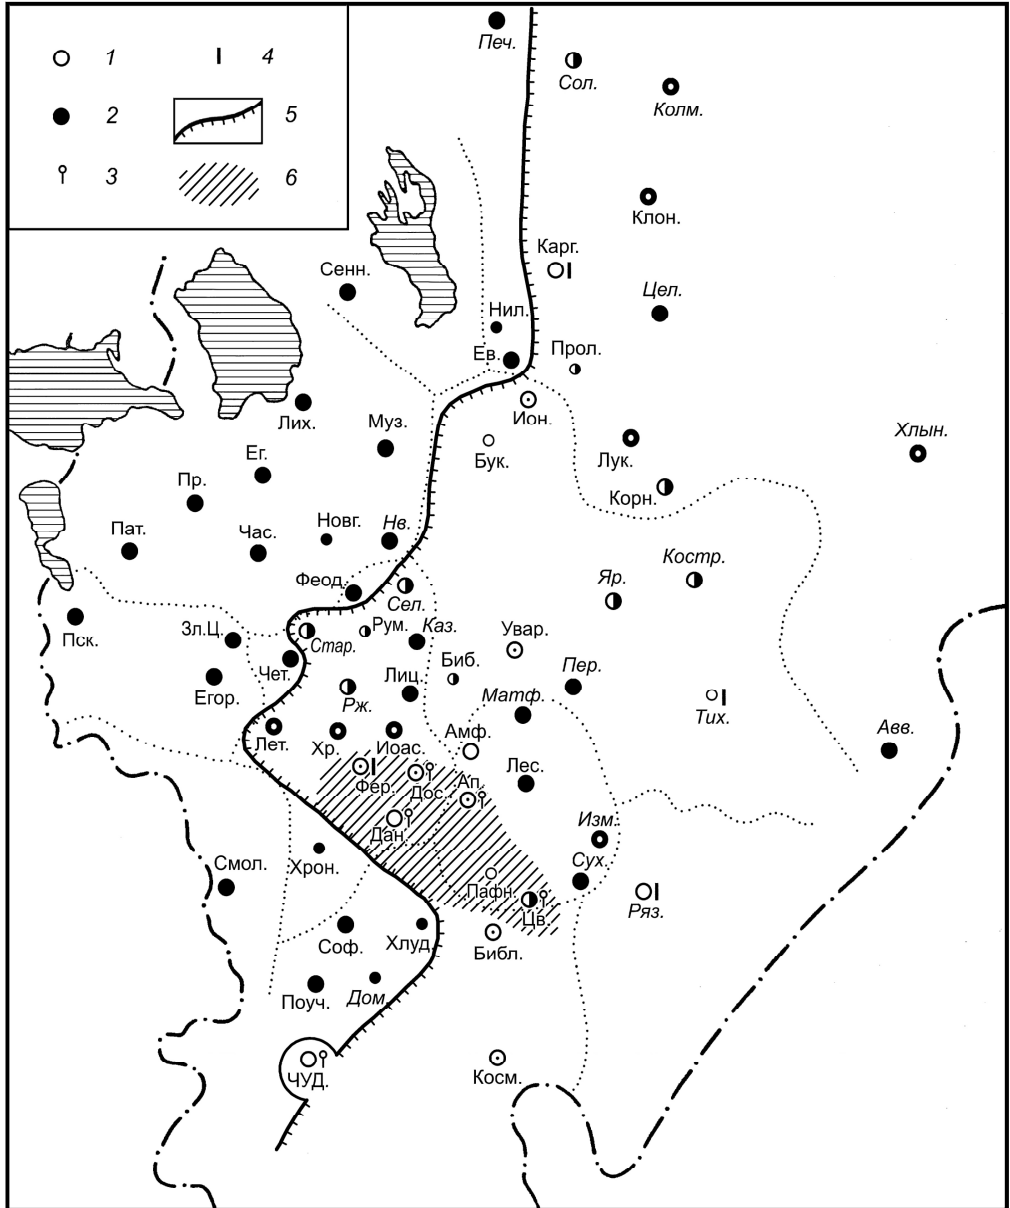 1
4
2
5
3
6
Печ.
Сол.
Колм.
Клон.
Карг.
Сенн.
Цел.
Нил.
Ев.
Прол.
Лих.
Муз.
Ион.
Бук.
Лук.
Хлын.
Ег.
Пр.
Корн.
Пат.
Час.
Новг.
Нв.
Костр.
Яр.
Феод.
Сел.
Пск.
Зл.Ц.
Стар.
Рум.
Каз.
Увар.
Чет.
Егор.
Рж.
Лиц.
Биб.
Пер.
Матф.
Тих.
Лет.
Хр.
Иоас.
Амф.
Авв.
Фер.
Дос.
Ап.
Лес.
Дан.
Изм.
Смол.
Хрон.
Сух.
Пафн.
Цв.
Ряз.
Соф.
Хлуд.
Библ.
Поуч.
Дом.
ЧУД.
Косм.